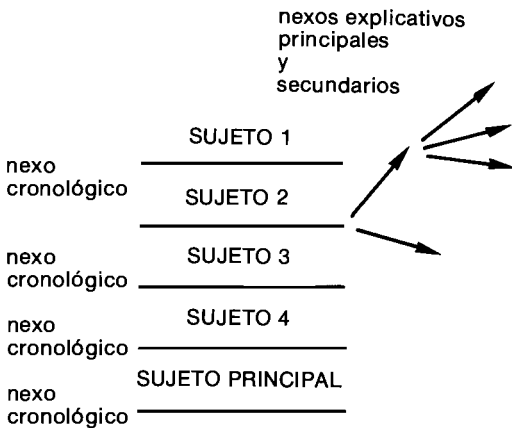 nexos explicativos
principales
y
secundarios
SUJETO 1
nexo
cronológico
SUJETO 2
nexo
cronológico
SUJETO 3
nexo
cronológico
SUJETO 4
nexo
cronológico
SUJETO PRINCIPAL